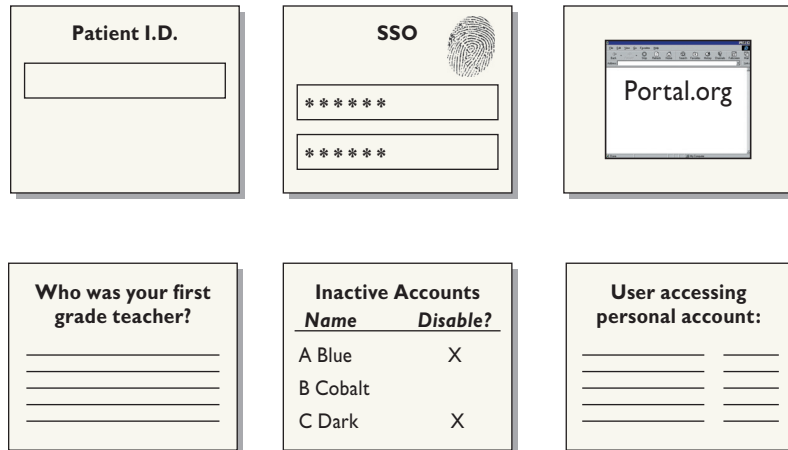 Patient I.D.
SSO
* * * * * *
* * * * * *
Portal.org
Who was your first
grade teacher?
Inactive Accounts
Name Disable?
A Blue X
B Cobalt
C Dark X
User accessing
personal account: